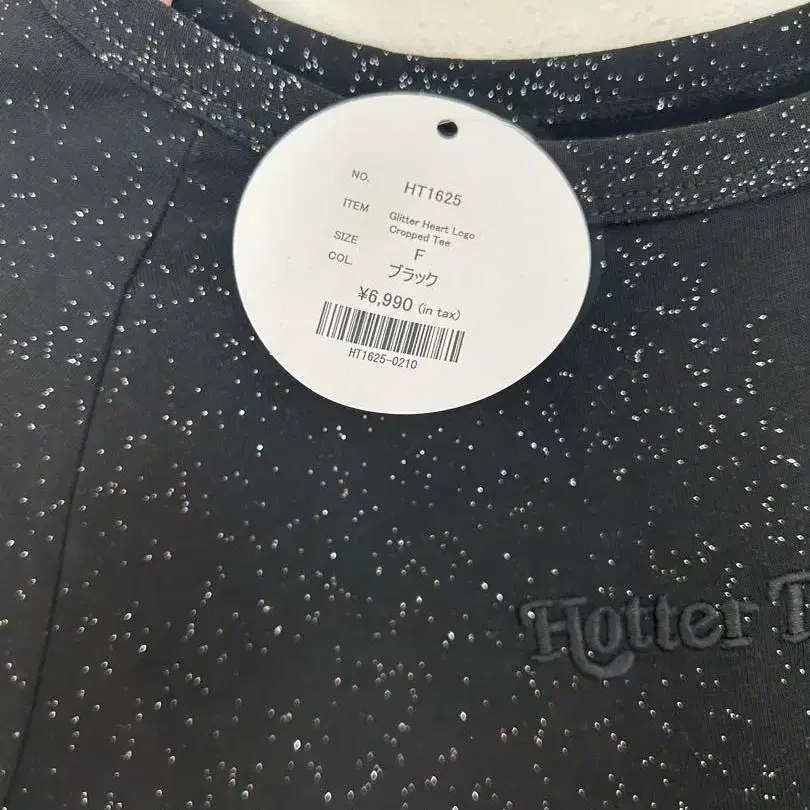 NO. HT1625
ITEM Glitter Heart Logo
Cropped Tee
SIZE F
COL. ブラック
¥6,990 (in tax)
HT1625-0210
Hotter T